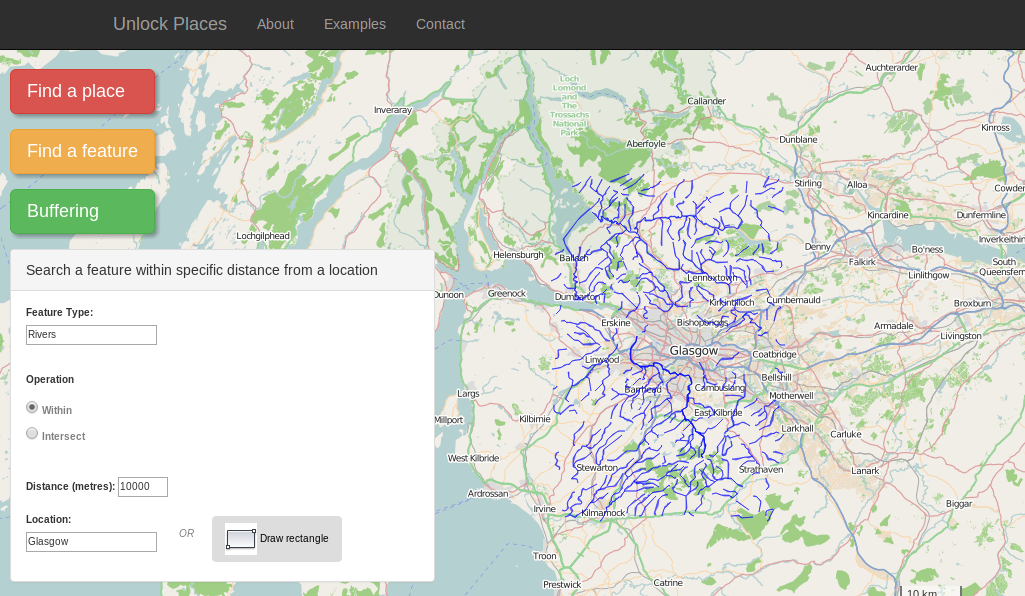 Unlock Places About Examples Contact
Find a place
Find a feature
Buffering
Search a feature within specific distance from a location
Feature Type:
Rivers
Operation
Within
Intersect
Distance (metres): 10000
Location:
Glasgow
OR
Draw rectangle
Auchterarder
Loch
Lomond
and
The
Trossachs
National
Park
Callander
Inveraray
Kinross
Dunblane
Aberfoyle
Stirling
Alloa
Cowder
Kincardine
Dunfermline
Lochgilphead
Inverkeithin
Denny
Bo'ness
Helensburgh
Balloch
Falkirk
South
Queensfer
Linlithgow
Lennoxtown
Dunoon
Greenock
Dumbarton
Kirkintilloch
Cumbernauld
Broxburn
Erskine
Bishopbriggs
Armadale
Livingston
Glasgow
Linwood
Coatbridge
Bellshill
Barrhead
Cambuslang
Largs
Motherwell
Millport
Kilbirnie
East Kilbride
Larkhall
Carluke
West Kilbride
Stewarton
Strathaven
Lanark
Ardrossan
Irvine
Kilmarnock
Biggar
Troon
Prestwick
Catrine
10 km